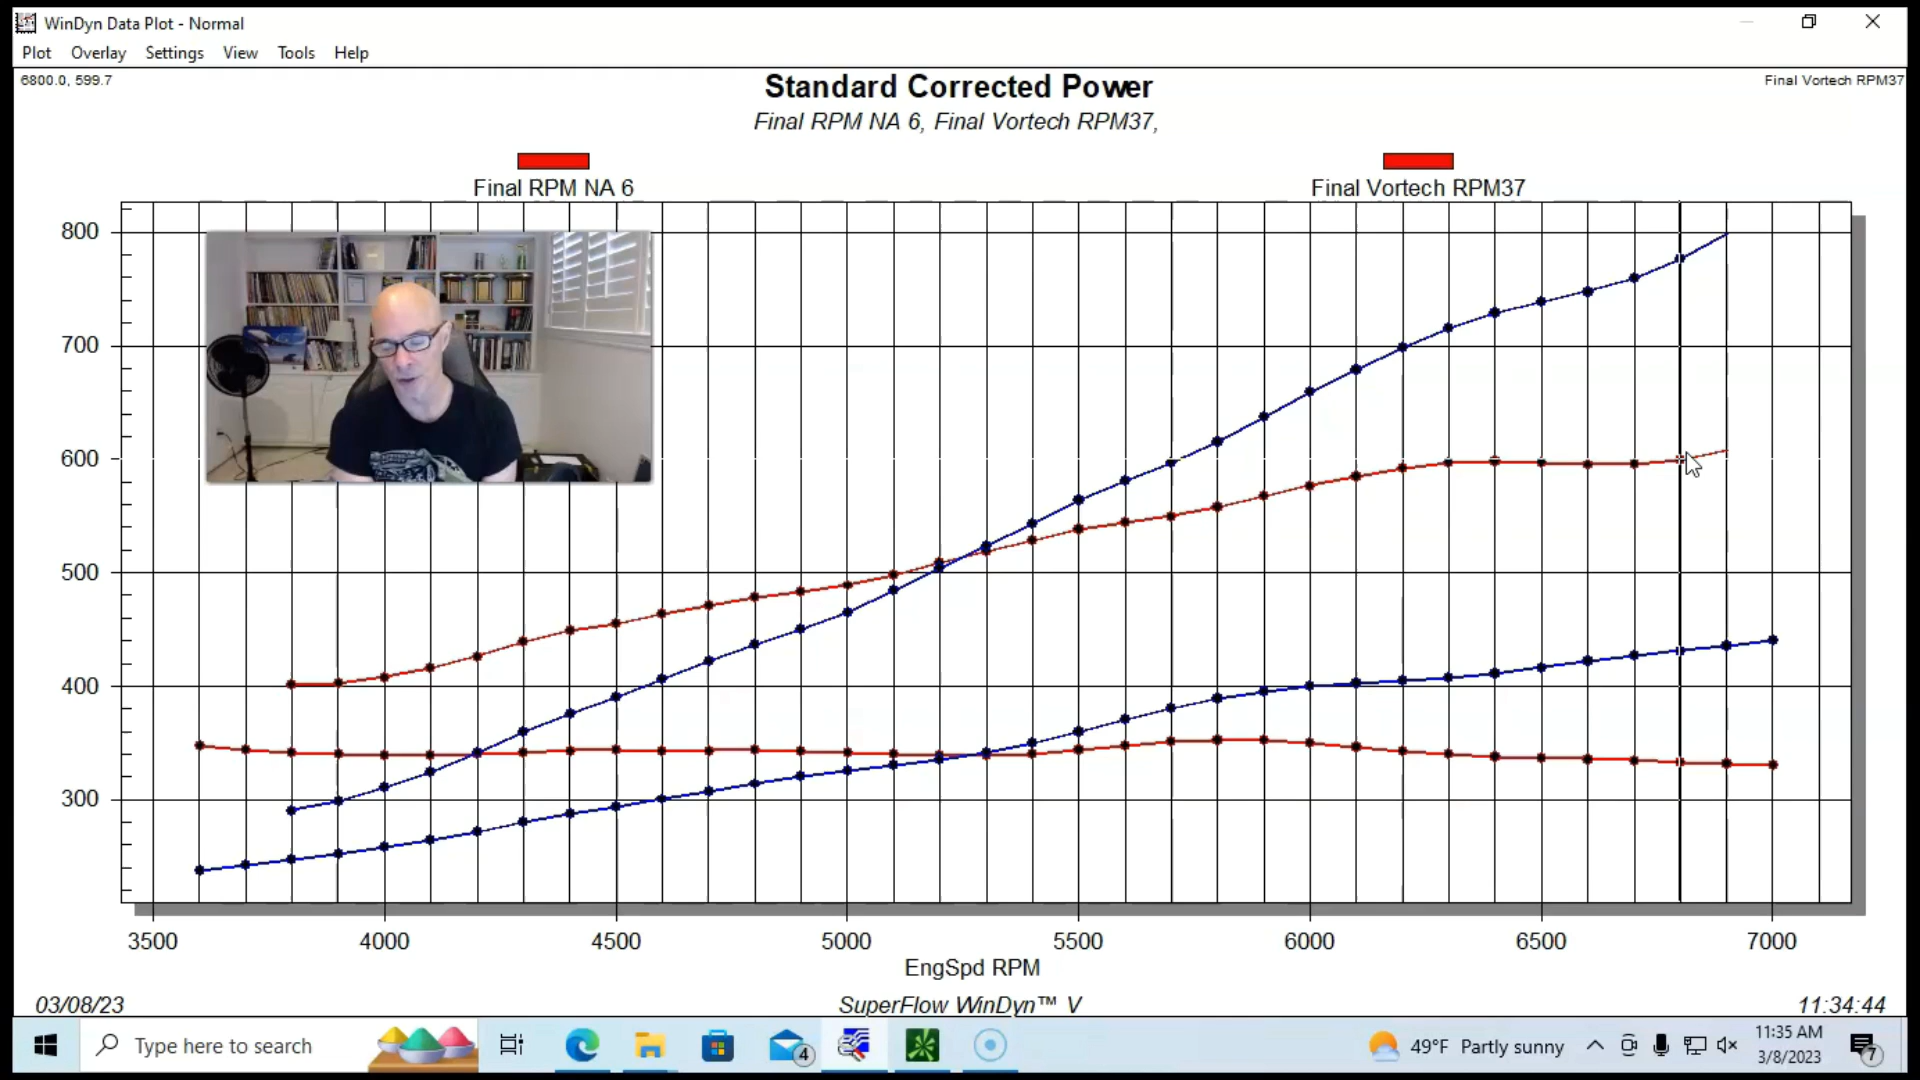 WinDyn Data Plot - Normal
Plot Overlay Settings View Tools Help
6800.0, 599.7
Standard Corrected Power
Final Vortech RPM37
Final RPM NA 6, Final Vortech RPM37,
Final RPM NA 6
Final Vortech RPM37
800
700
600
500
400
300
3500 4000 4500 5000 5500 6000 6500 7000
EngSpd RPM
03/08/23
SuperFlow WinDyn™ V
11:34:44
Type here to search
4
49°F Partly sunny
11:35 AM
3/8/2023
7